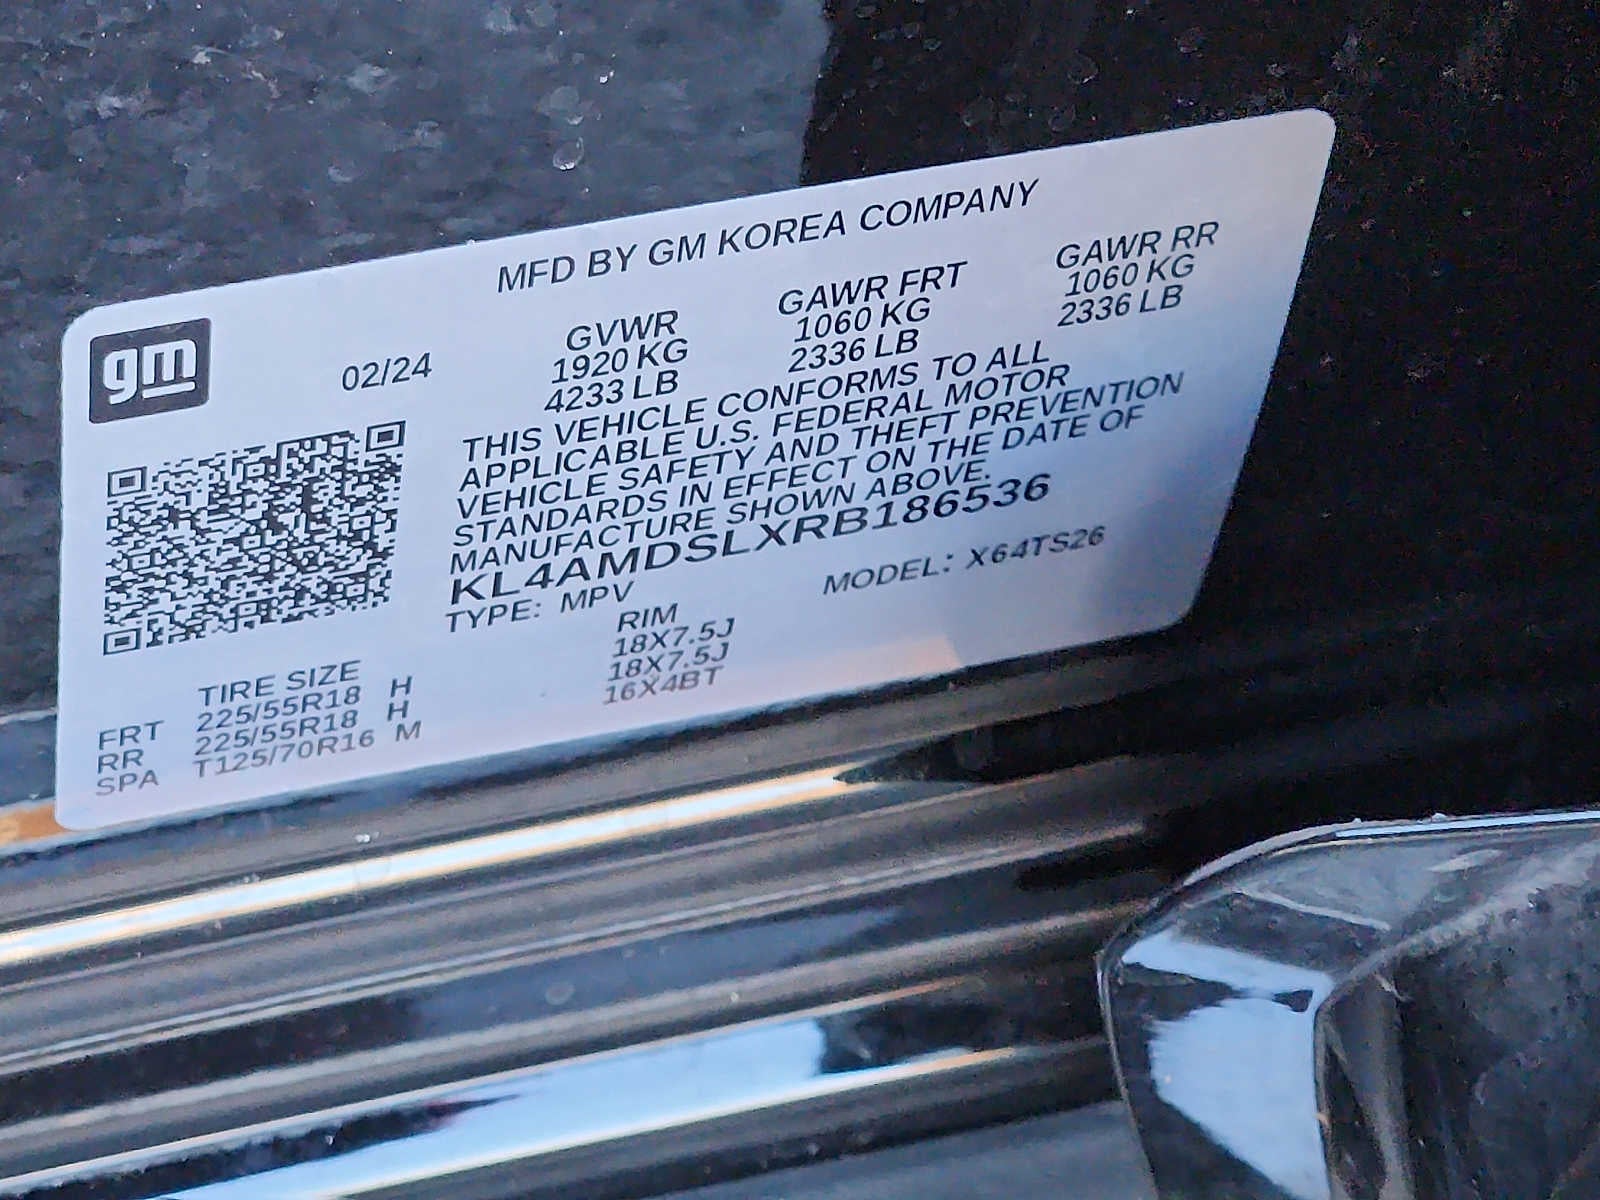 MFD BY GM KOREA COMPANY
gm
02/24
GVWR GAWR FRT GAWR RR
1920 KG 1060 KG 1060 KG
4233 LB 2336 LB 2336 LB
THIS VEHICLE CONFORMS TO ALL
APPLICABLE U.S. FEDERAL MOTOR
VEHICLE SAFETY AND THEFT PREVENTION
STANDARDS IN EFFECT ON THE DATE OF
MANUFACTURE SHOWN ABOVE.
KL4AMDSLXRB186536
TYPE: MPV MODEL: X64TS26
TIRE SIZE RIM
FRT 225/55R18 H 18X7.5J
RR 225/55R18 H 18X7.5J
SPA T125/70R16 M 16X4BT